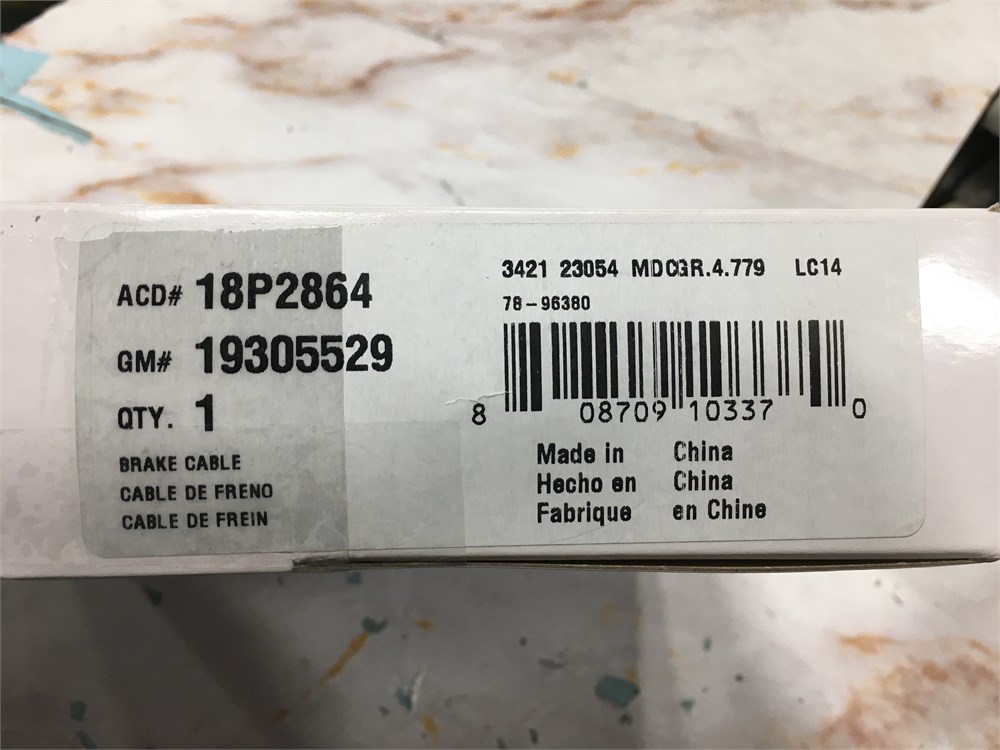 ACD# 18P2864
GM# 19305529
QTY. 1
BRAKE CABLE
CABLE DE FRENO
CABLE DE FREIN
3421 23054 MDCGR.4.779 LC14
78-96380
8 08709 10337 0
Made in China
Hecho en China
Fabrique en Chine